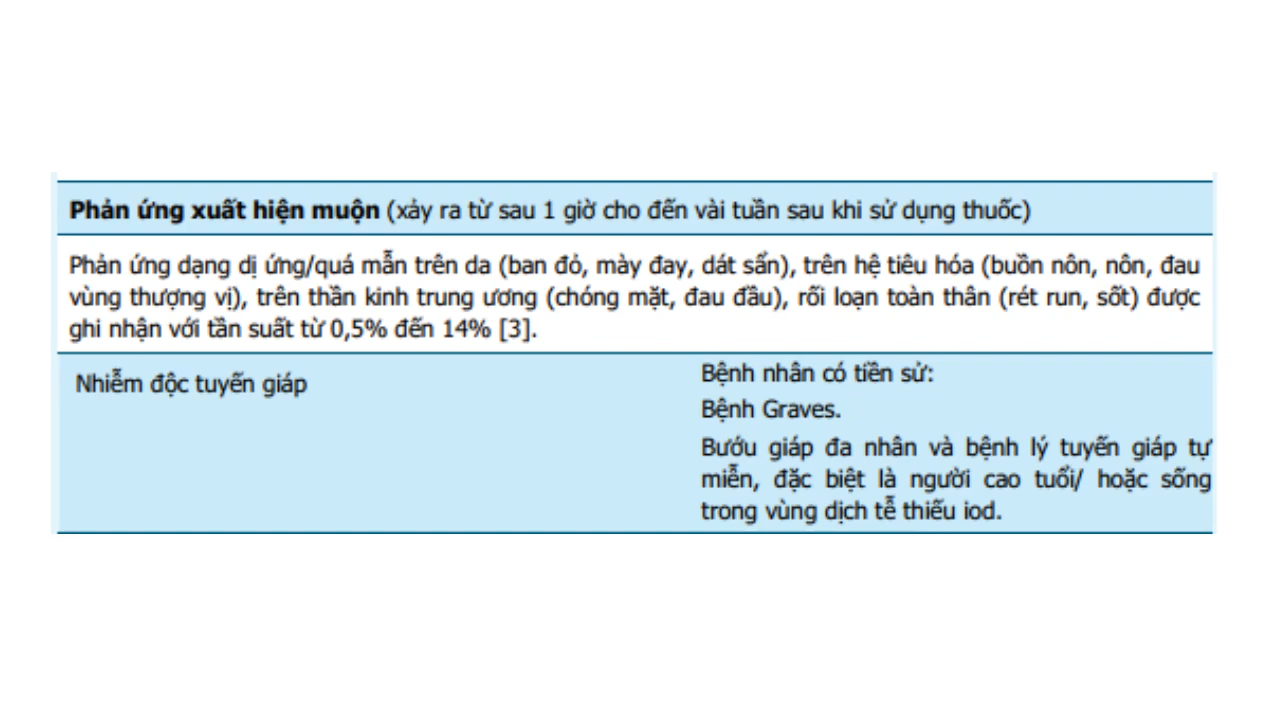 Phản ứng xuất hiện muộn (xảy ra từ sau 1 giờ cho đến vài tuần sau khi sử dụng thuốc)
Phản ứng dạng dị ứng/quá mẫn trên da (ban đỏ, mày đay, dát sẩn), trên hệ tiêu hóa (buồn nôn, nôn, đau
vùng thượng vị), trên thần kinh trung ương (chóng mặt, đau đầu), rối loạn toàn thân (rét run, sốt) được
ghi nhận với tần suất từ 0,5% đến 14% [3].
Nhiễm độc tuyến giáp
Bệnh nhân có tiền sử:
Bệnh Graves.
Bướu giáp đa nhân và bệnh lý tuyến giáp tự
miễn, đặc biệt là người cao tuổi/ hoặc sống
trong vùng dịch tễ thiếu iod.